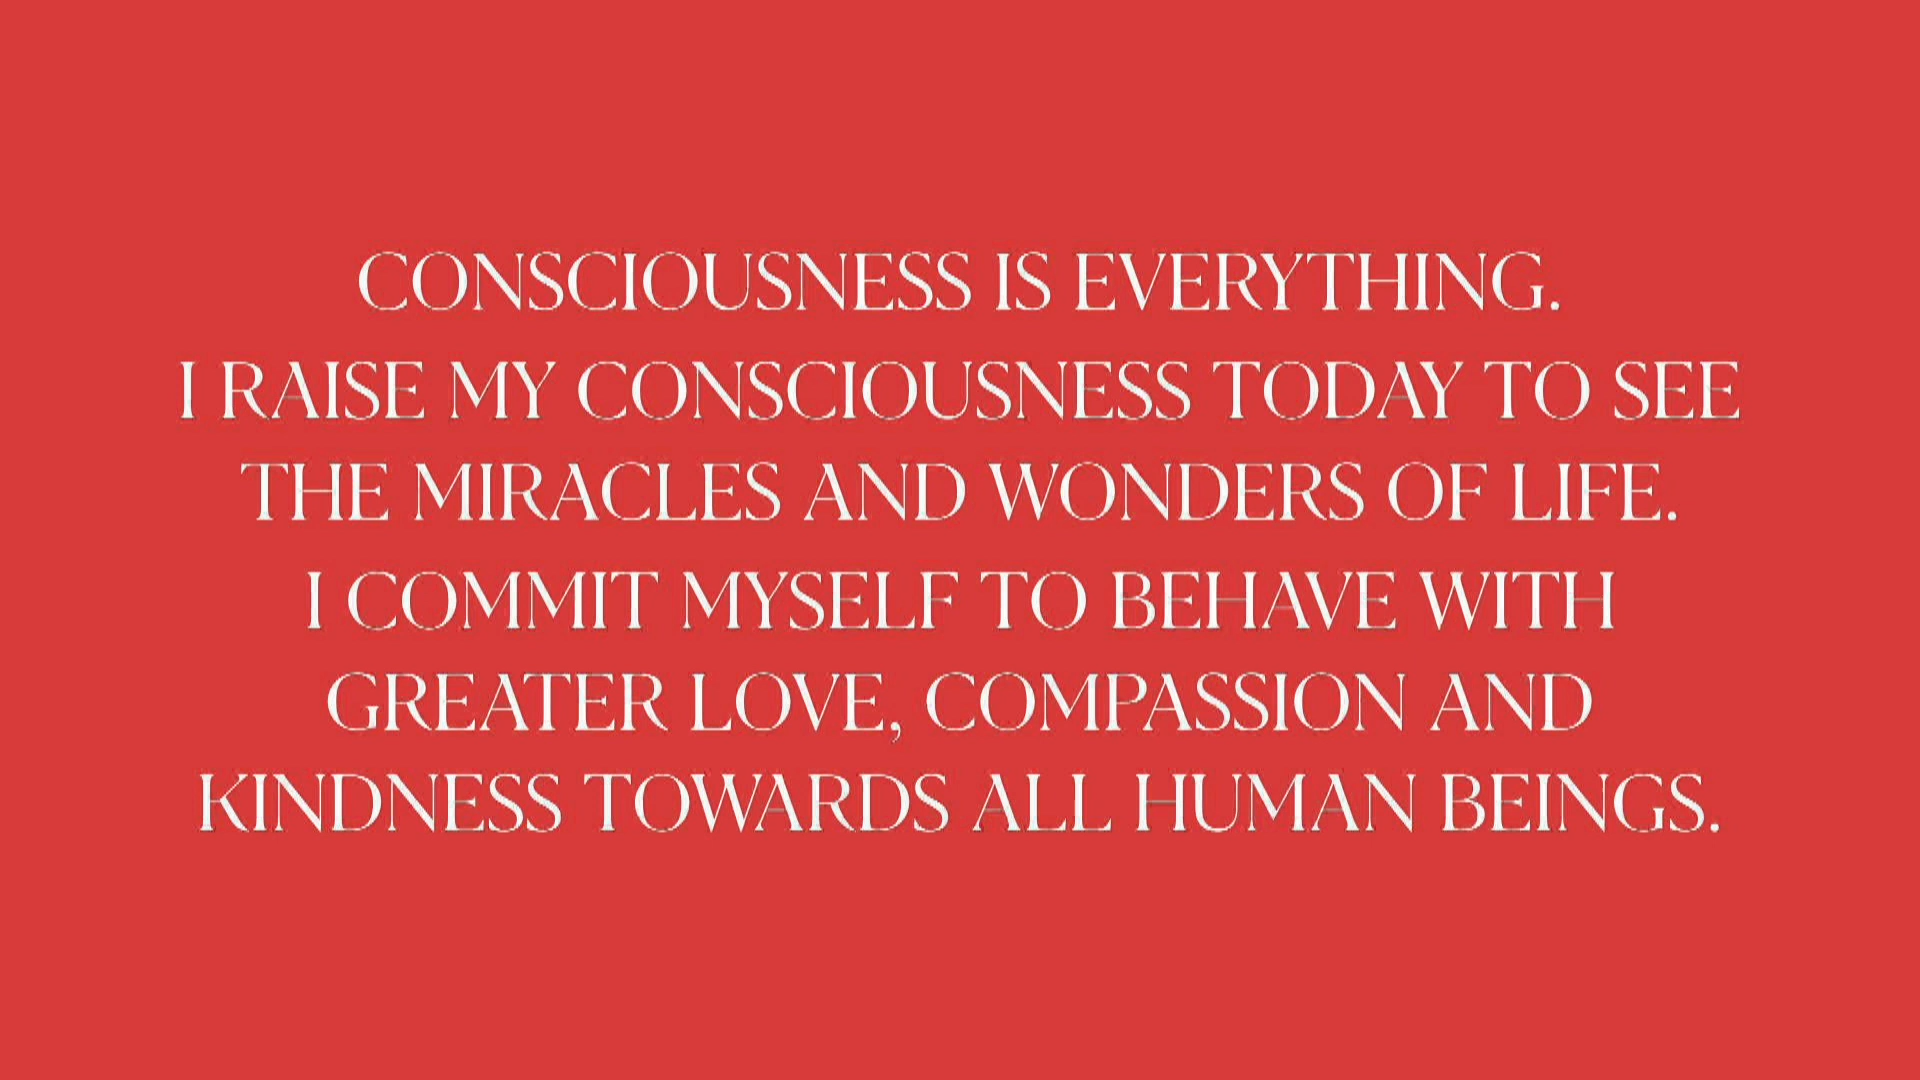 CONSCIOUSNESS IS EVERYTHING.
I RAISE MY CONSCIOUSNESS TODAY TO SEE
THE MIRACLES AND WONDERS OF LIFE.
I COMMIT MYSELF TO BEHAVE WITH
GREATER LOVE, COMPASSION AND
KINDNESS TOWARDS ALL HUMAN BEINGS.